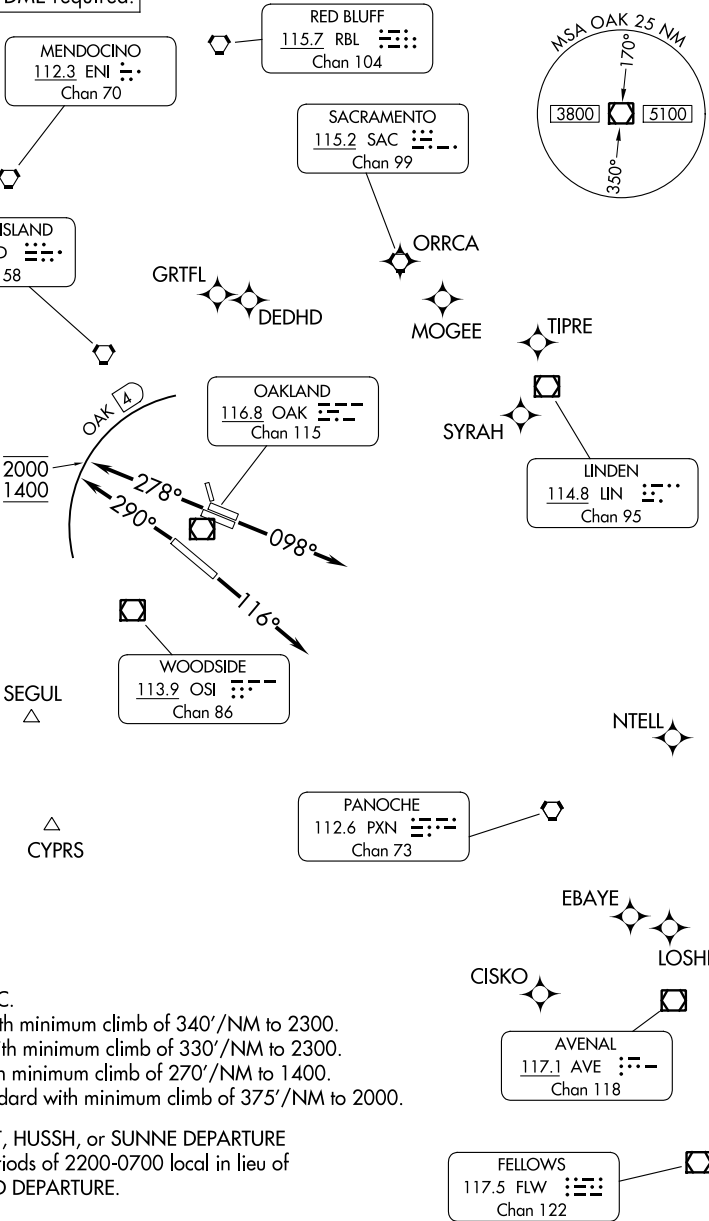 DME required.
RED BLUFF
115.7 RBL
Chan 104
MENDOCINO
112.3 ENI
Chan 70
MSA OAK 25 NM
170°
3800
5100
350°
SACRAMENTO
115.2 SAC
Chan 99
ISLAND
58
ORRCA
GRTFL
DEDHD
MOGEE
TIPRE
OAK 4
OAKLAND
116.8 OAK
Chan 115
SYRAH
2000
1400
278°
290°
098°
116°
LINDEN
114.8 LIN
Chan 95
WOODSIDE
113.9 OSI
Chan 86
SEGUL
NTELL
CYPRS
PANOCHE
112.6 PXN
Chan 73
EBAYE
CISKO
AVENAL
117.1 AVE
Chan 118
C.
minimum climb of 340'/NM to 2300.
minimum climb of 330'/NM to 2300.
minimum climb of 270'/NM to 1400.
with minimum climb of 375'/NM to 2000.
HUSSH, or SUNNE DEPARTURE
of 2200-0700 local in lieu of
DEPARTURE.
FELLOWS
117.5 FLW
Chan 122